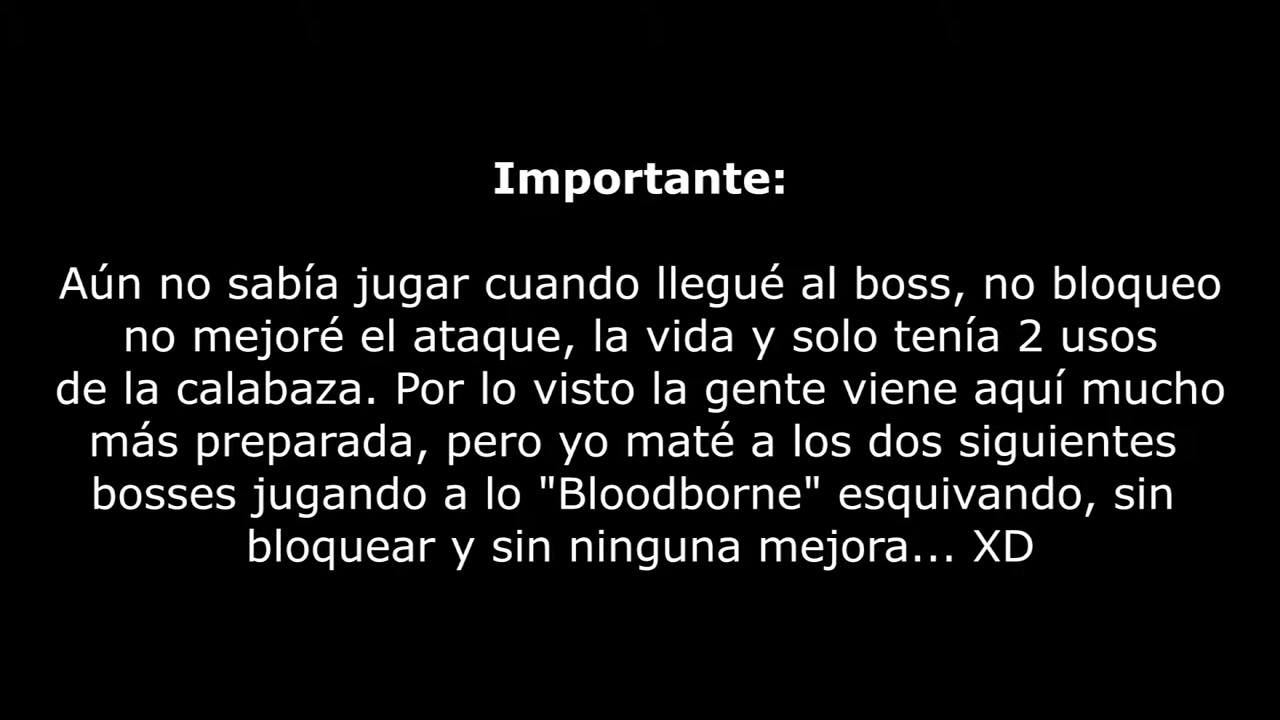 Importante:
Aún no sabía jugar cuando llegué al boss, no bloqueo
no mejoré el ataque, la vida y solo tenía 2 usos
de la calabaza. Por lo visto la gente viene aquí mucho
más preparada, pero yo maté a los dos siguientes
bosses jugando a lo "Bloodborne" esquivando, sin
bloquear y sin ninguna mejora... XD